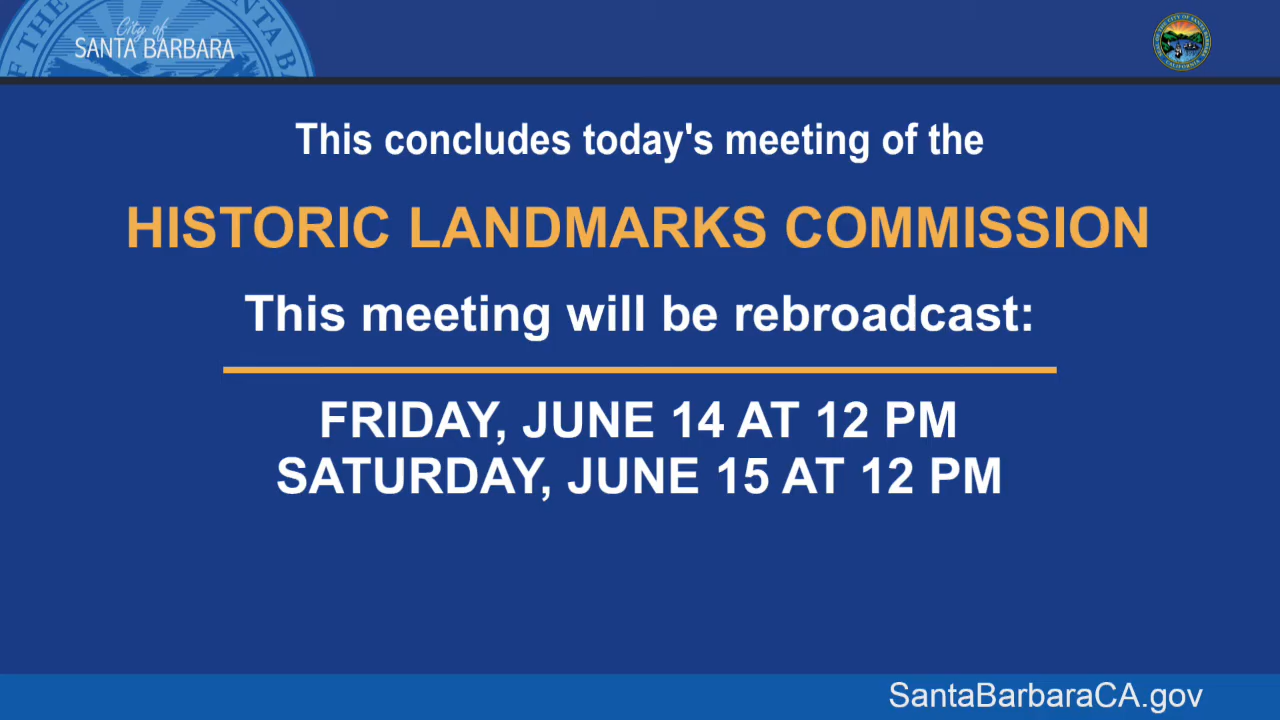 City of
SANTA BARBARA
This concludes today's meeting of the
HISTORIC LANDMARKS COMMISSION
This meeting will be rebroadcast:
FRIDAY, JUNE 14 AT 12 PM
SATURDAY, JUNE 15 AT 12 PM
SantaBarbaraCA.gov